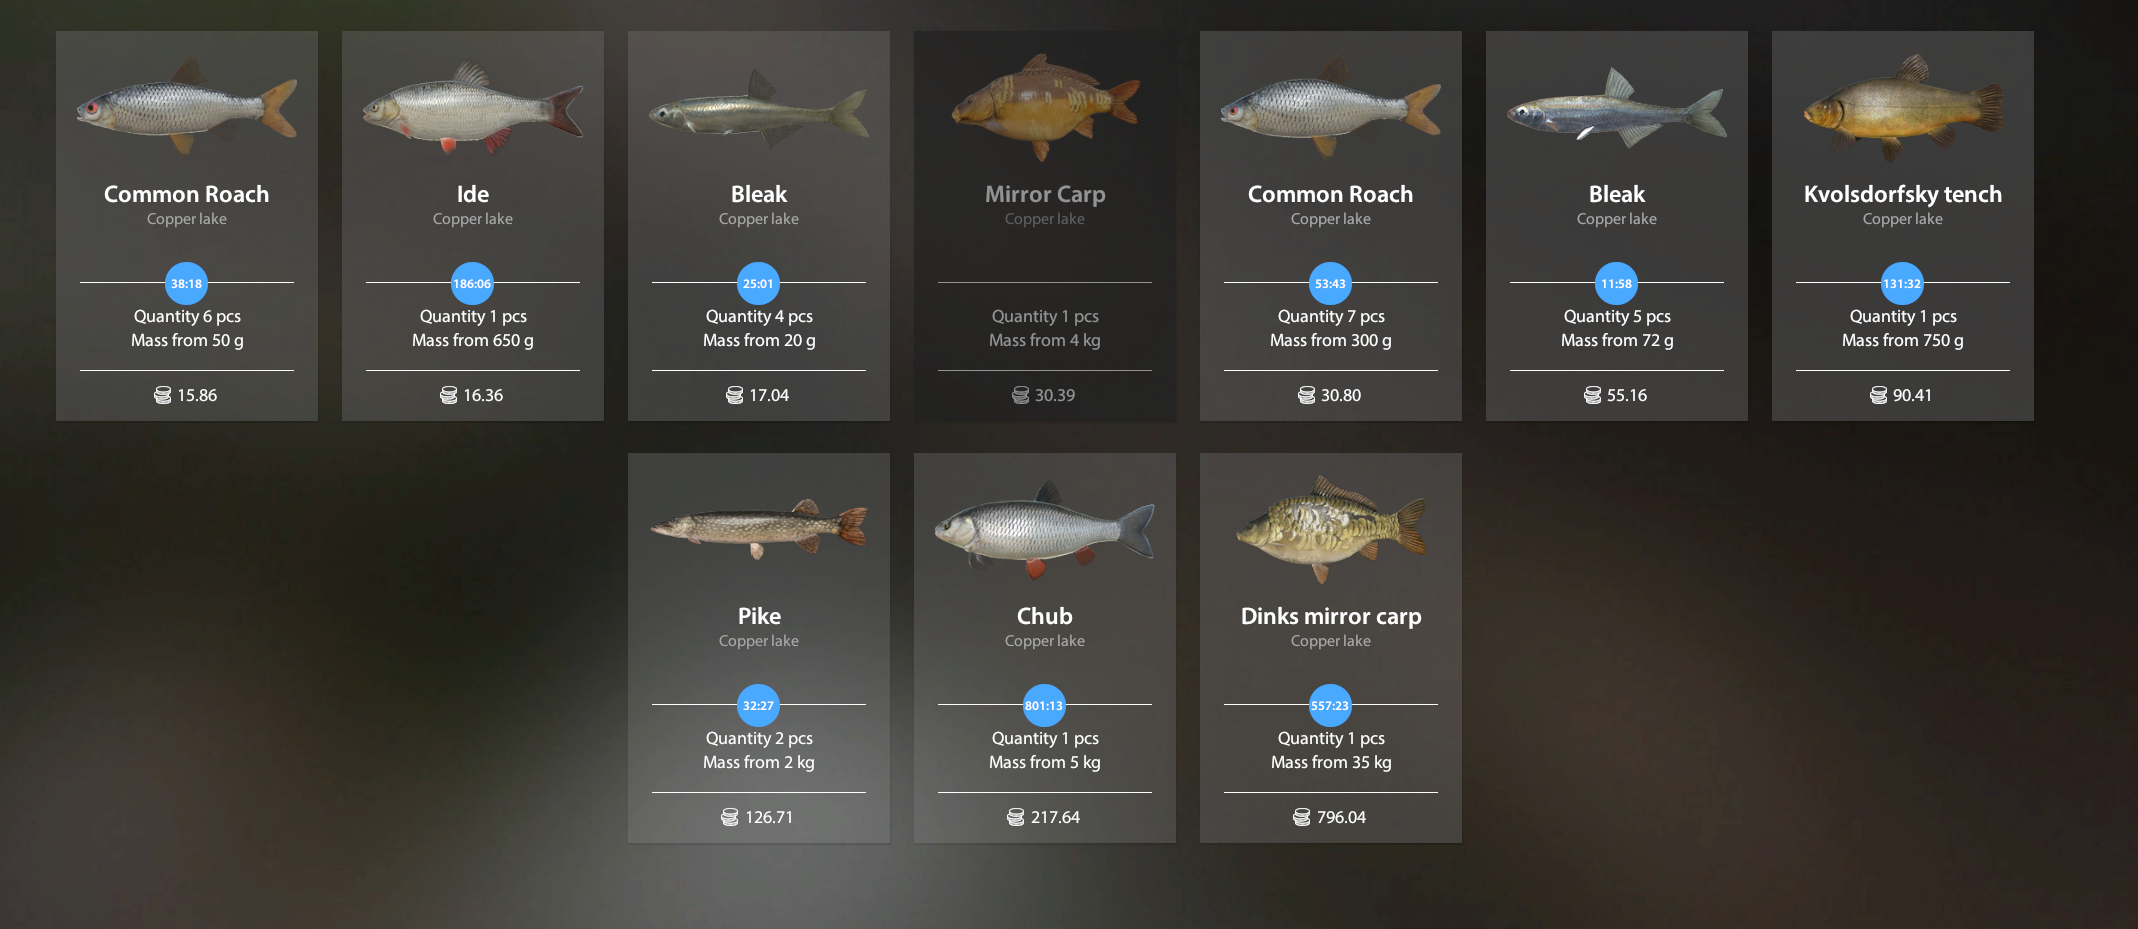 Common Roach
Copper lake
38:18
Quantity 6 pcs
Mass from 50 g
15.86
Ide
Copper lake
186:06
Quantity 1 pcs
Mass from 650 g
16.36
Bleak
Copper lake
25:01
Quantity 4 pcs
Mass from 20 g
17.04
Mirror Carp
Copper lake
Quantity 1 pcs
Mass from 4 kg
30.39
Common Roach
Copper lake
53:43
Quantity 7 pcs
Mass from 300 g
30.80
Bleak
Copper lake
11:58
Quantity 5 pcs
Mass from 72 g
55.16
Kvolsdorfsky tench
Copper lake
131:32
Quantity 1 pcs
Mass from 750 g
90.41
Pike
Copper lake
32:27
Quantity 2 pcs
Mass from 2 kg
126.71
Chub
Copper lake
801:13
Quantity 1 pcs
Mass from 5 kg
217.64
Dinks mirror carp
Copper lake
557:23
Quantity 1 pcs
Mass from 35 kg
796.04